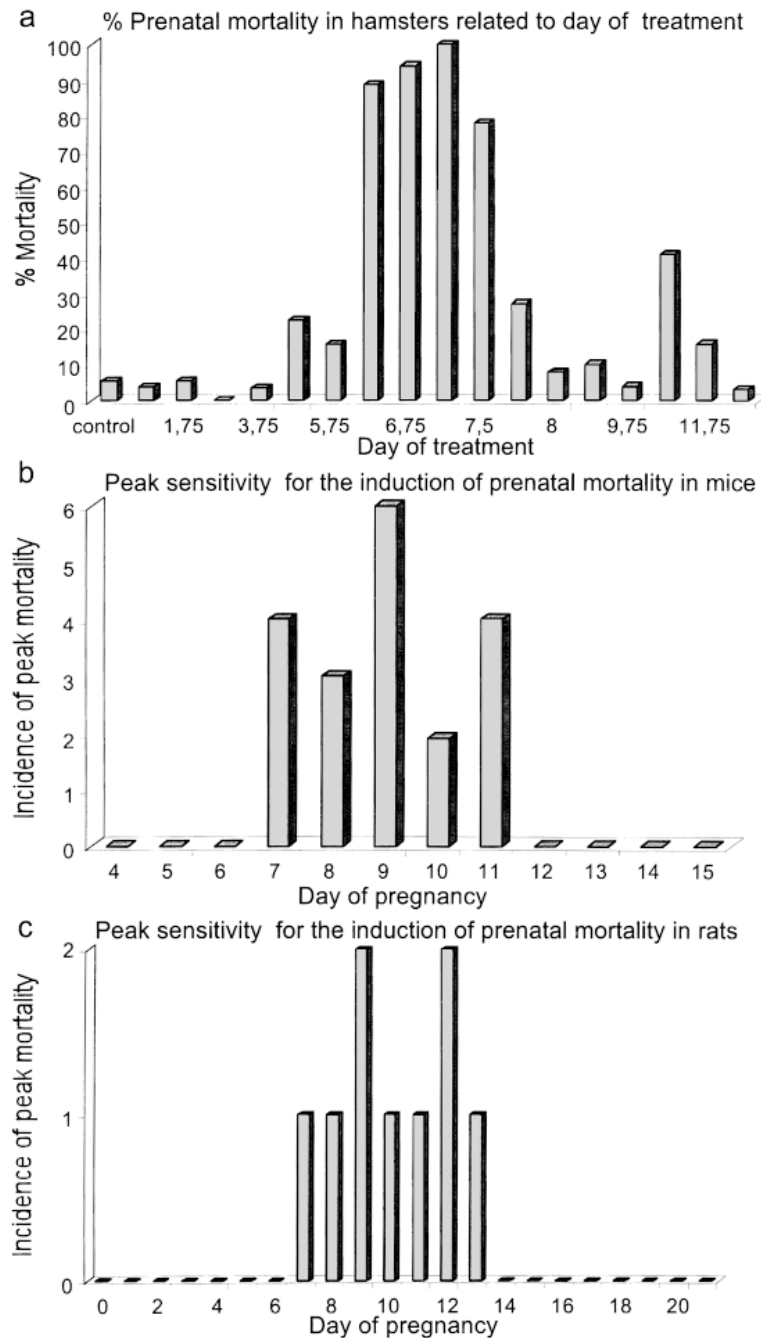 a
% Prenatal mortality in hamsters related to day of treatment
100
90
80
70
60
50
40
30
20
10
0
% Mortality
control 1,75 3,75 5,75 6,75 7,5 8 9,75 11,75
Day of treatment
b
Peak sensitivity for the induction of prenatal mortality in mice
6
5
4
3
2
1
0
Incidence of peak mortality
4 5 6 7 8 9 10 11 12 13 14 15
Day of pregnancy
c
Peak sensitivity for the induction of prenatal mortality in rats
2
1
0
Incidence of peak mortality
0 2 4 6 8 10 12 14 16 18 20
Day of pregnancy